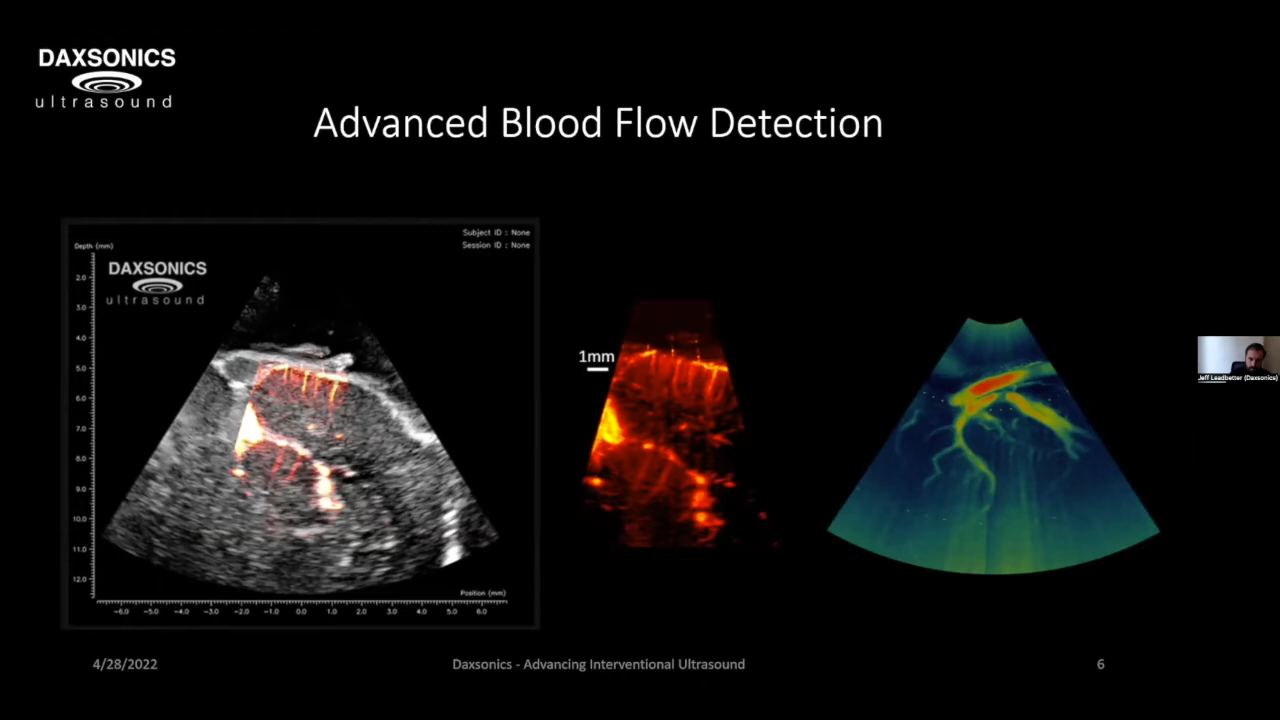 DAXSONICS
ultrasound
Advanced Blood Flow Detection
Subject ID : None
Session ID : None
Depth (mm)
DAXSONICS
ultrasound
2.0
3.0
4.0
5.0
6.0
7.0
8.0
9.0
10.0
11.0
12.0
Position (mm)
-6.0 -5.0 -4.0 -3.0 -2.0 -1.0 0.0 1.0 2.0 3.0 4.0 5.0 6.0
1mm
Jeff Leadbetter (Daxsonics)
4/28/2022
Daxsonics - Advancing Interventional Ultrasound
6